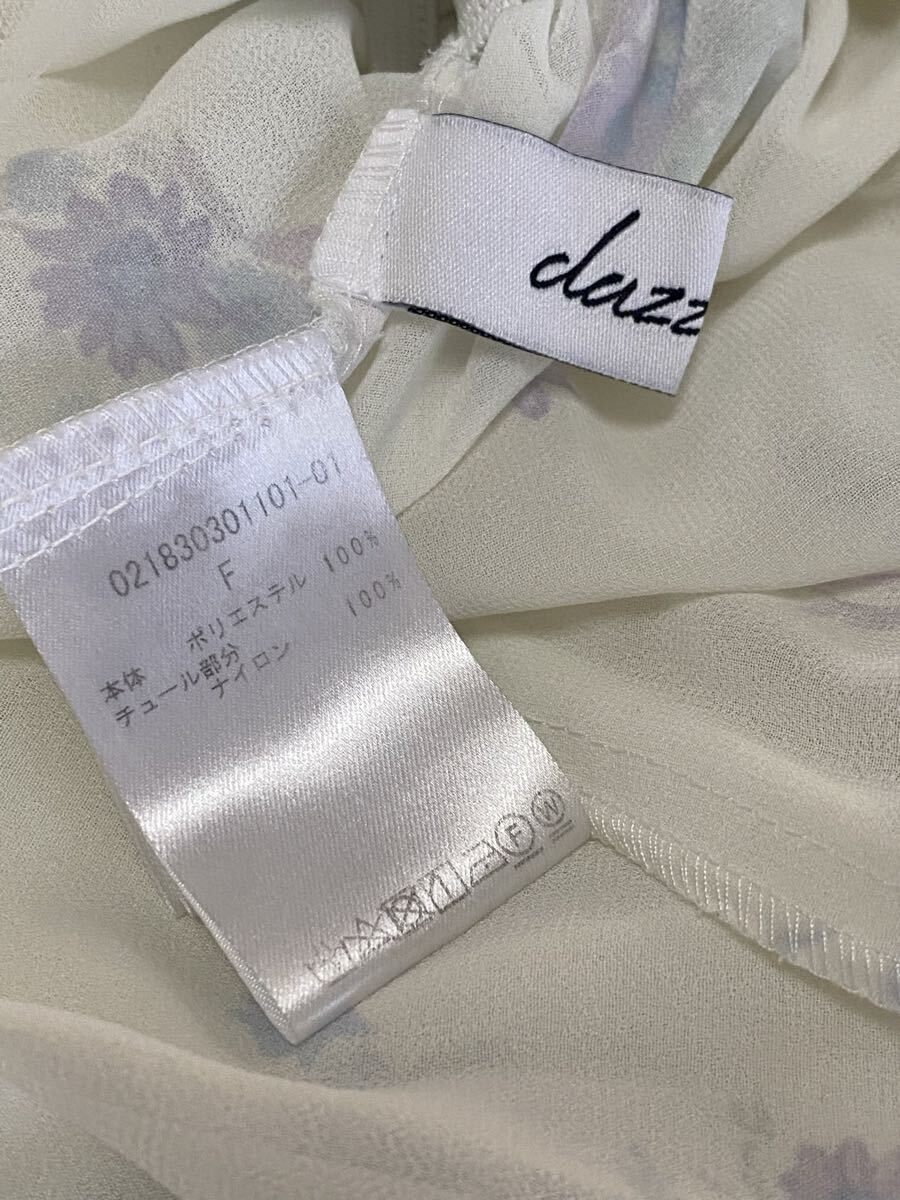 dazz
021830301101-01
F
本体 ポリエステル 100%
チュール部分
ナイロン 100%
F W